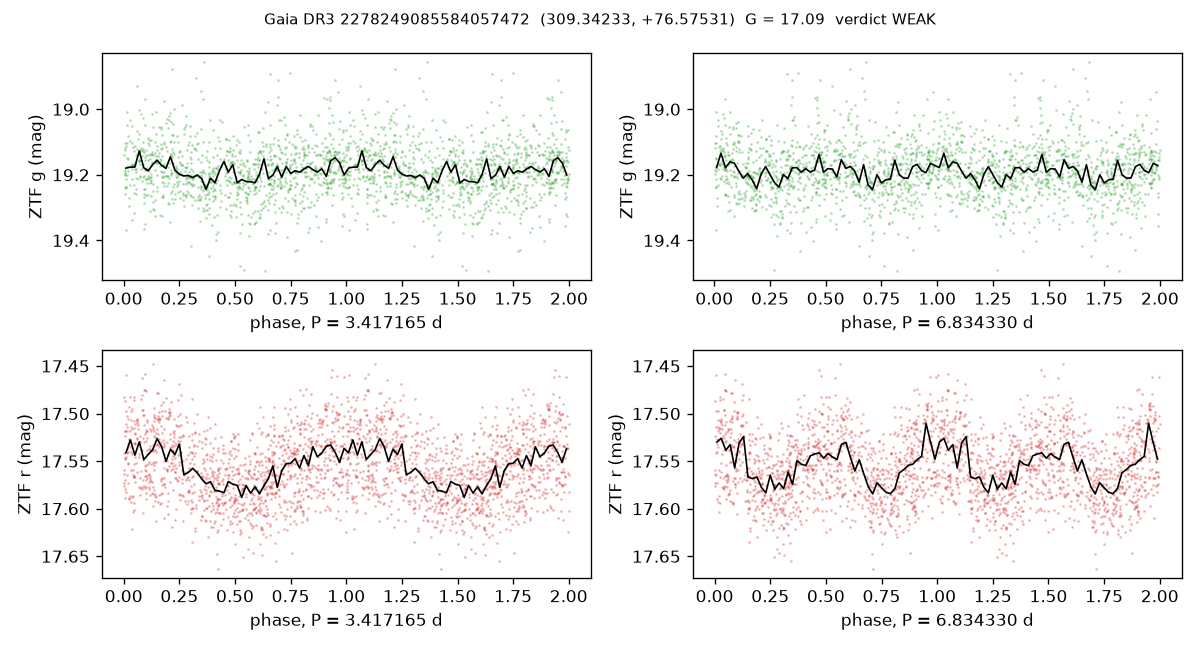 Gaia DR3 2278249085584057472 (309.34233, +76.57531) G = 17.09 verdict WEAK
ZTF g (mag)
19.0
19.2
19.4
0.00 0.25 0.50 0.75 1.00 1.25 1.50 1.75 2.00
phase, P = 3.417165 d
ZTF g (mag)
19.0
19.2
19.4
0.00 0.25 0.50 0.75 1.00 1.25 1.50 1.75 2.00
phase, P = 6.834330 d
ZTF r (mag)
17.45
17.50
17.55
17.60
17.65
0.00 0.25 0.50 0.75 1.00 1.25 1.50 1.75 2.00
phase, P = 3.417165 d
ZTF r (mag)
17.45
17.50
17.55
17.60
17.65
0.00 0.25 0.50 0.75 1.00 1.25 1.50 1.75 2.00
phase, P = 6.834330 d